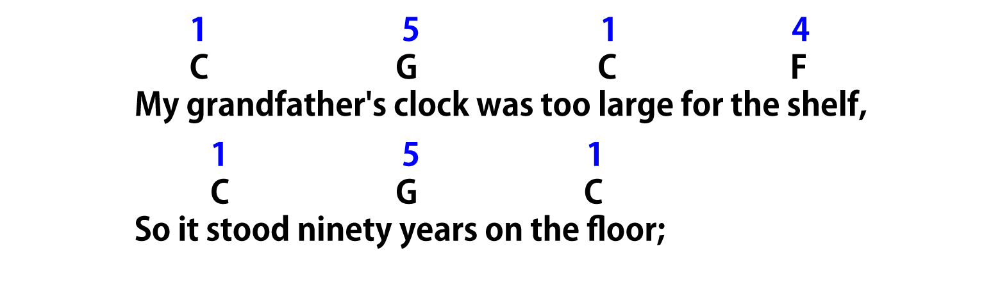 1 5 1 4
C G C F
My grandfather's clock was too large for the shelf,
1 5 1
C G C
So it stood ninety years on the floor;